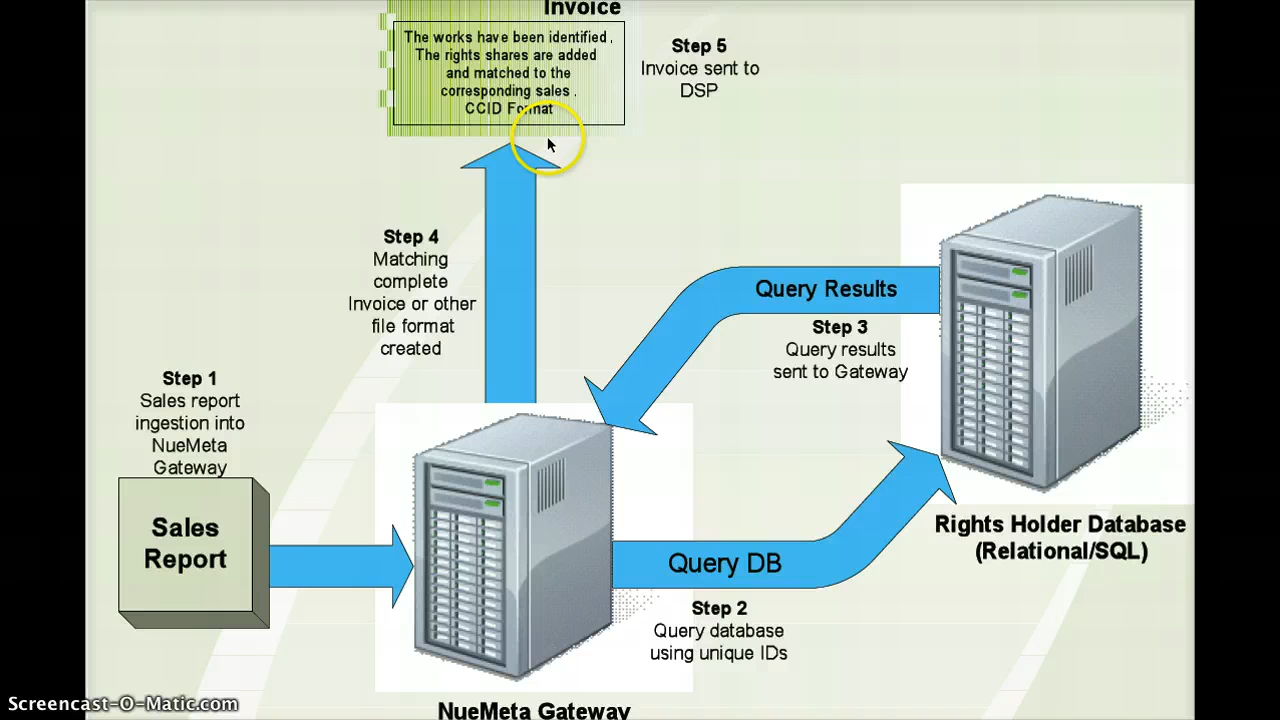 Invoice
The works have been identified .
The rights shares are added
and matched to the
corresponding sales .
CCID Format
Step 5
Invoice sent to
DSP
Step 4
Matching
complete
Invoice or other
file format
created
Query Results
Step 3
Query results
sent to Gateway
Step 1
Sales report
ingestion into
NueMeta
Gateway
Sales
Report
Query DB
Step 2
Query database
using unique IDs
Rights Holder Database
(Relational/SQL)
NueMeta Gateway
Screencast-O-Matic.com